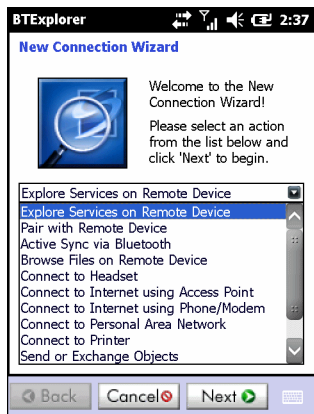 BTExplorer 2:37
New Connection Wizard
Welcome to the New
Connection Wizard!
Please select an action
from the list below and
click 'Next' to begin.
Explore Services on Remote Device
Explore Services on Remote Device
Pair with Remote Device
Active Sync via Bluetooth
Browse Files on Remote Device
Connect to Headset
Connect to Internet using Access Point
Connect to Internet using Phone/Modem
Connect to Personal Area Network
Connect to Printer
Send or Exchange Objects
Back Cancel Next